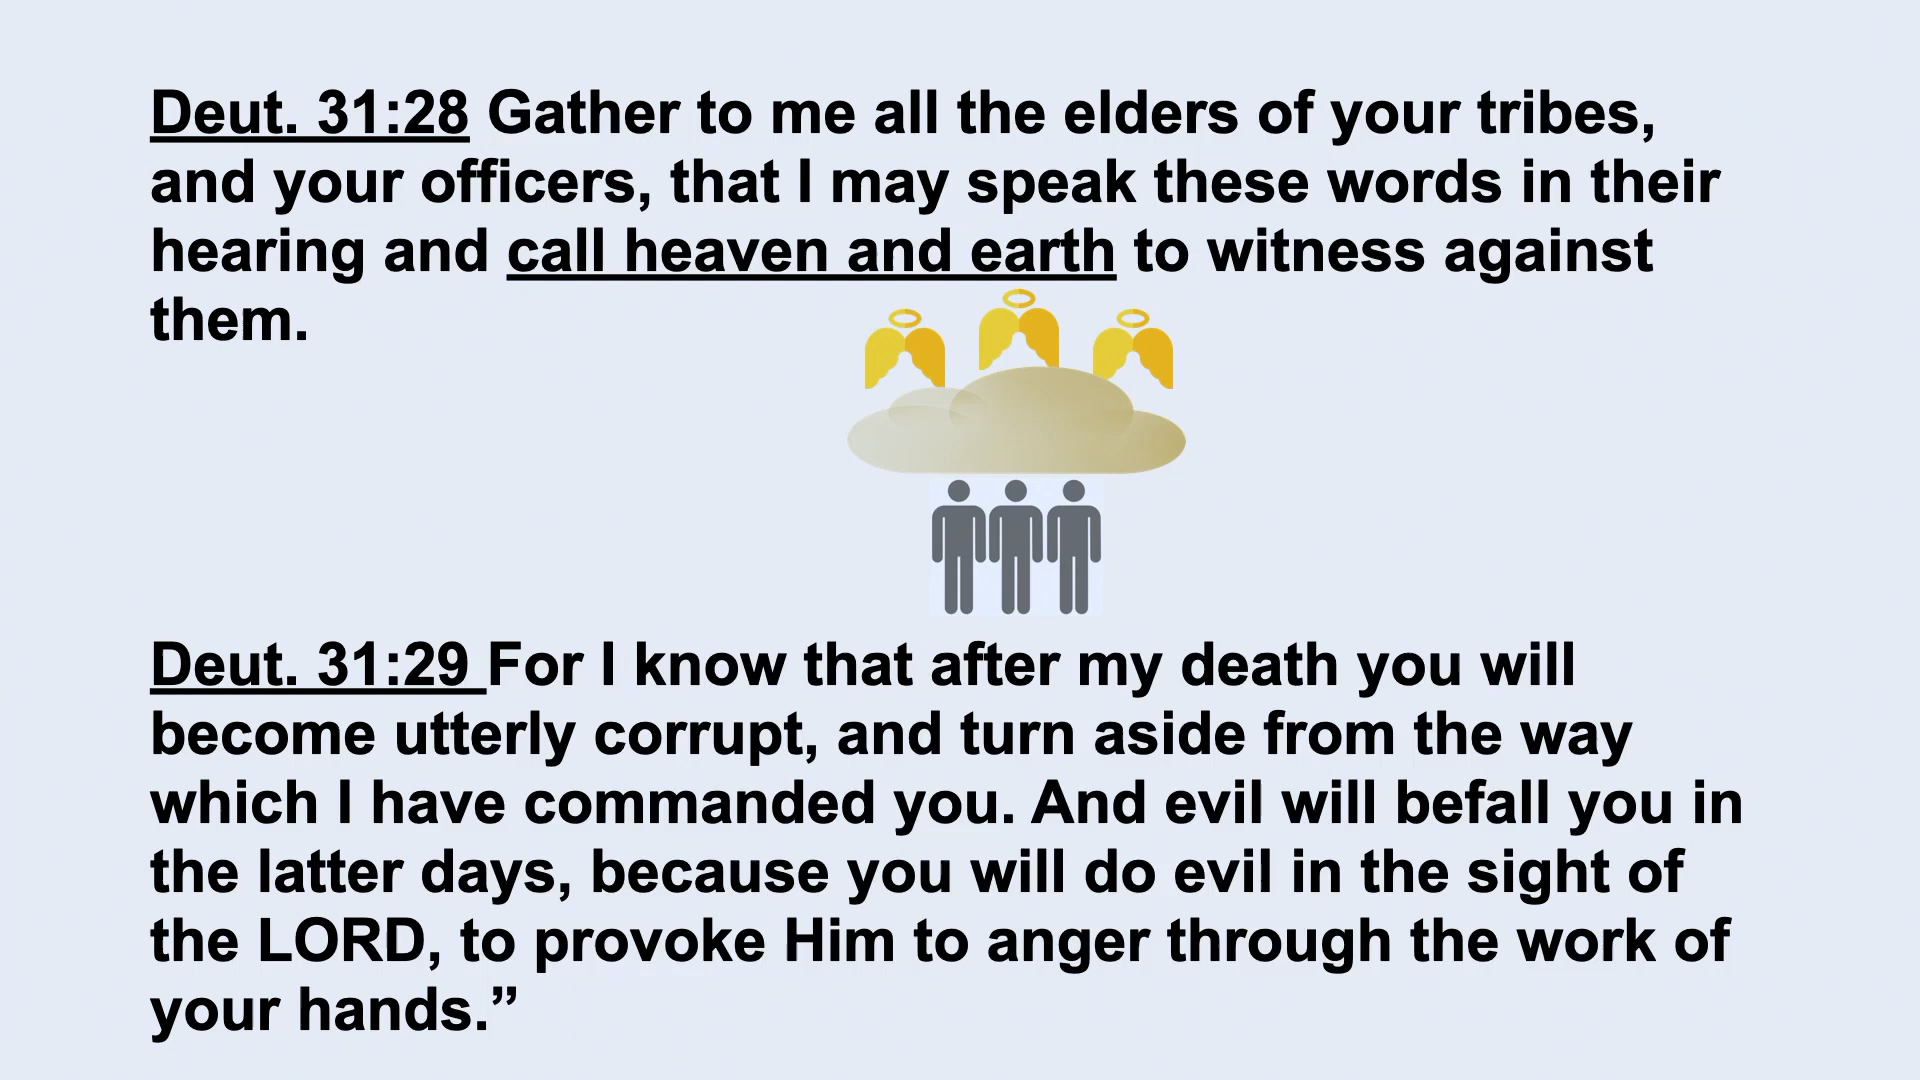 Deut. 31:28 Gather to me all the elders of your tribes,
and your officers, that I may speak these words in their
hearing and call heaven and earth to witness against
them.
Deut. 31:29 For I know that after my death you will
become utterly corrupt, and turn aside from the way
which I have commanded you. And evil will befall you in
the latter days, because you will do evil in the sight of
the LORD, to provoke Him to anger through the work of
your hands.”